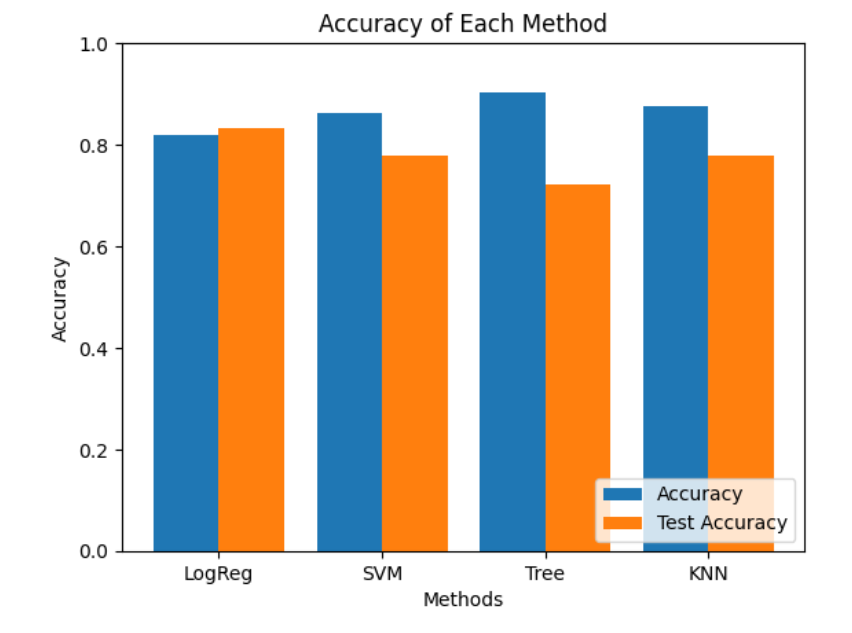 Accuracy of Each Method
1.0
0.8
0.6
0.4
0.2
0.0
Accuracy
Accuracy
Test Accuracy
LogReg SVM Tree KNN
Methods